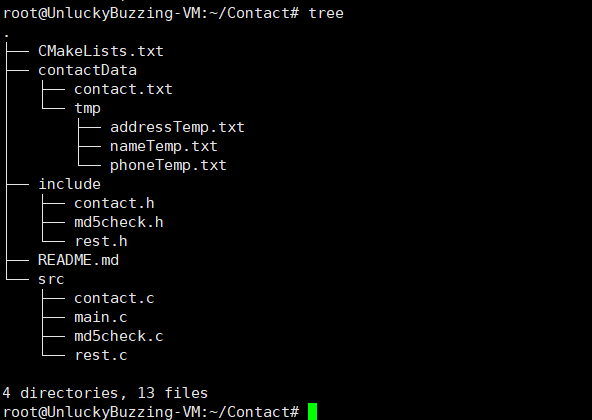 root@UnluckyBuzzing-VM:~/Contact# tree
.
├── CMakeLists.txt
├── contactData
│   ├── contact.txt
│   └── tmp
│       ├── addressTemp.txt
│       ├── nameTemp.txt
│       └── phoneTemp.txt
├── include
│   ├── contact.h
│   ├── md5check.h
│   └── rest.h
├── README.md
└── src
    ├── contact.c
    ├── main.c
    ├── md5check.c
    └── rest.c

4 directories, 13 files
root@UnluckyBuzzing-VM:~/Contact#